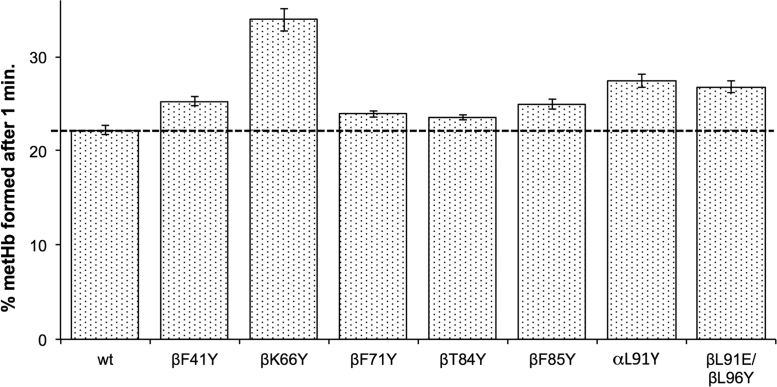 % metHb formed after 1 min.
30
20
10
0
wt
βF41Y
βK66Y
βF71Y
βT84Y
βF85Y
αL91Y
βL91E/
βL96Y